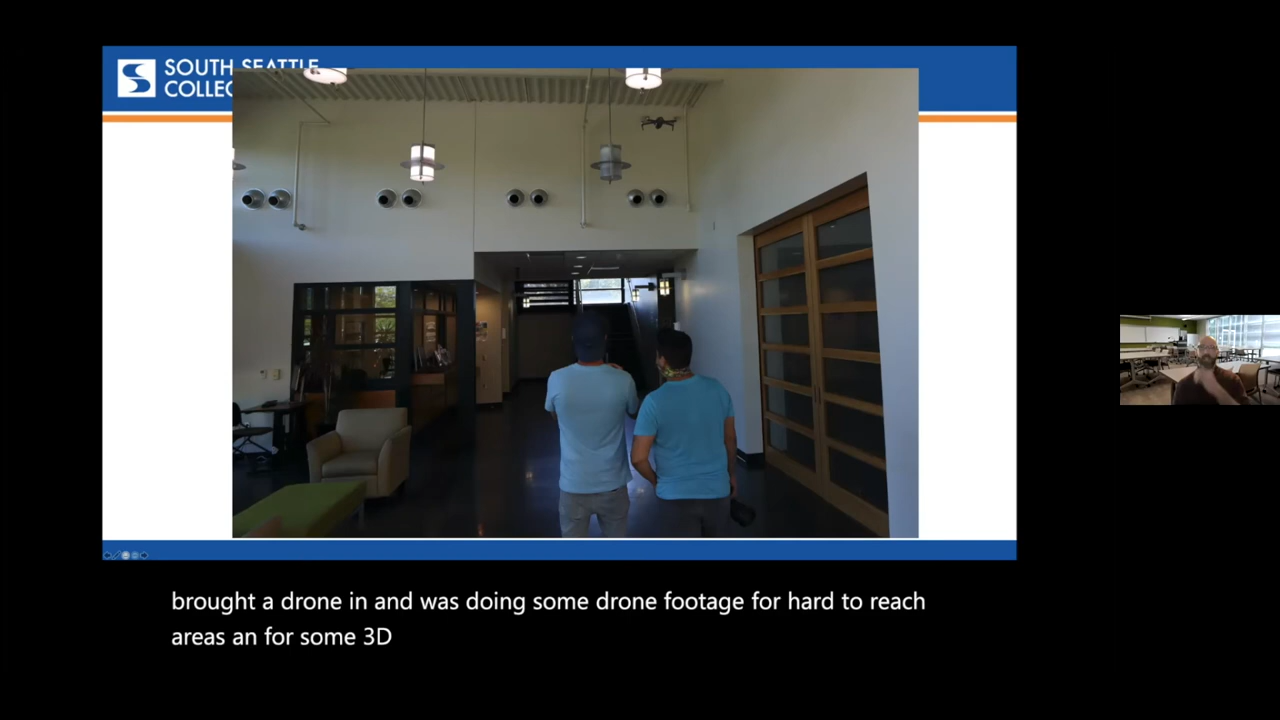 SOUTH SEATTLE
COLLEG
brought a drone in and was doing some drone footage for hard to reach
areas an for some 3D